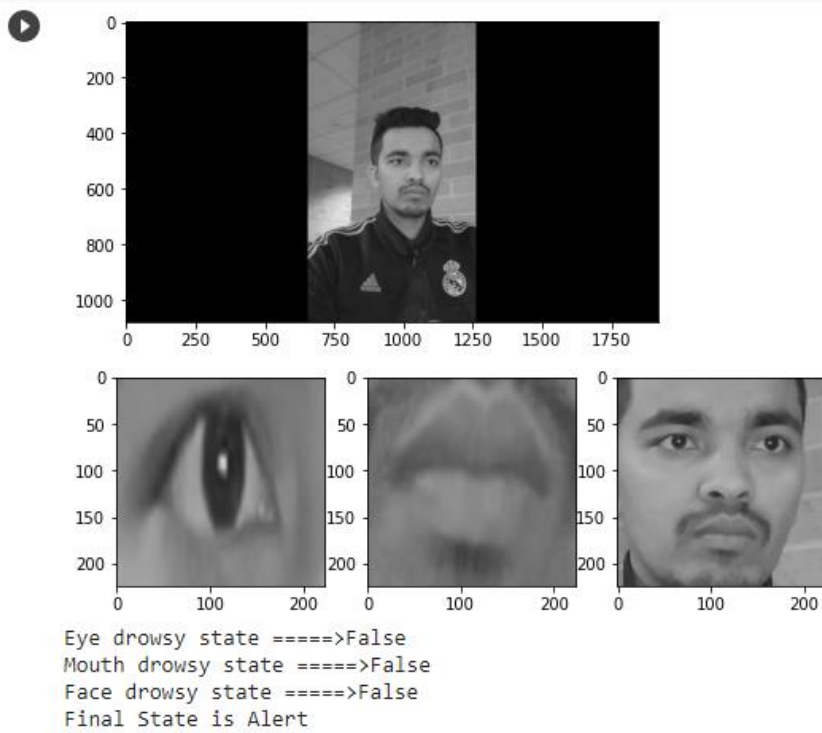 0
200
400
600
800
1000
0 250 500 750 1000 1250 1500 1750
0 0 0
50 50 50
100 100 100
150 150 150
200 200 200
0 100 200 0 100 200 0 100 200
Eye drowsy state =====>False
Mouth drowsy state =====>False
Face drowsy state =====>False
Final State is Alert